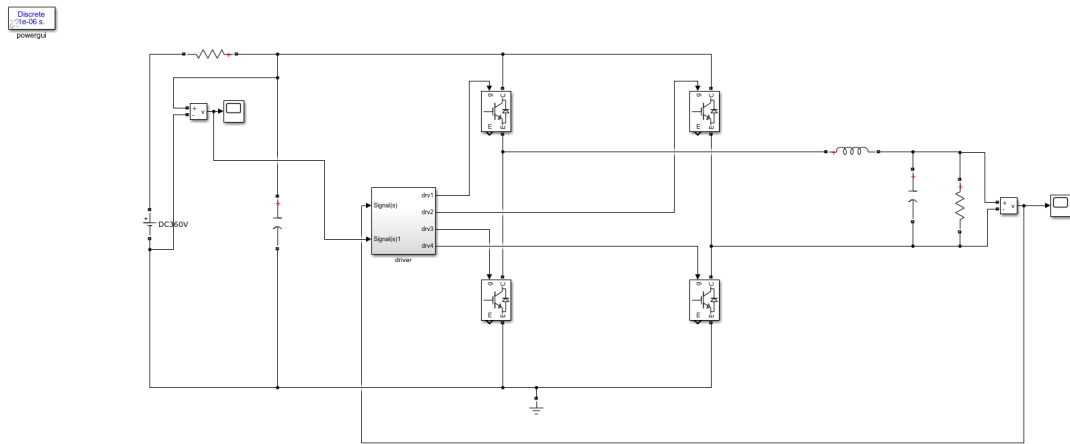 Discrete
1e-06 s.
powergui
+
+
-
v
g
C
E
m
g
C
E
m
+
DC360V
+
Signal(s)
Signal(s)1
drv1
drv2
drv3
drv4
driver
g
C
E
m
g
C
E
m
+
+
+
+
-
v